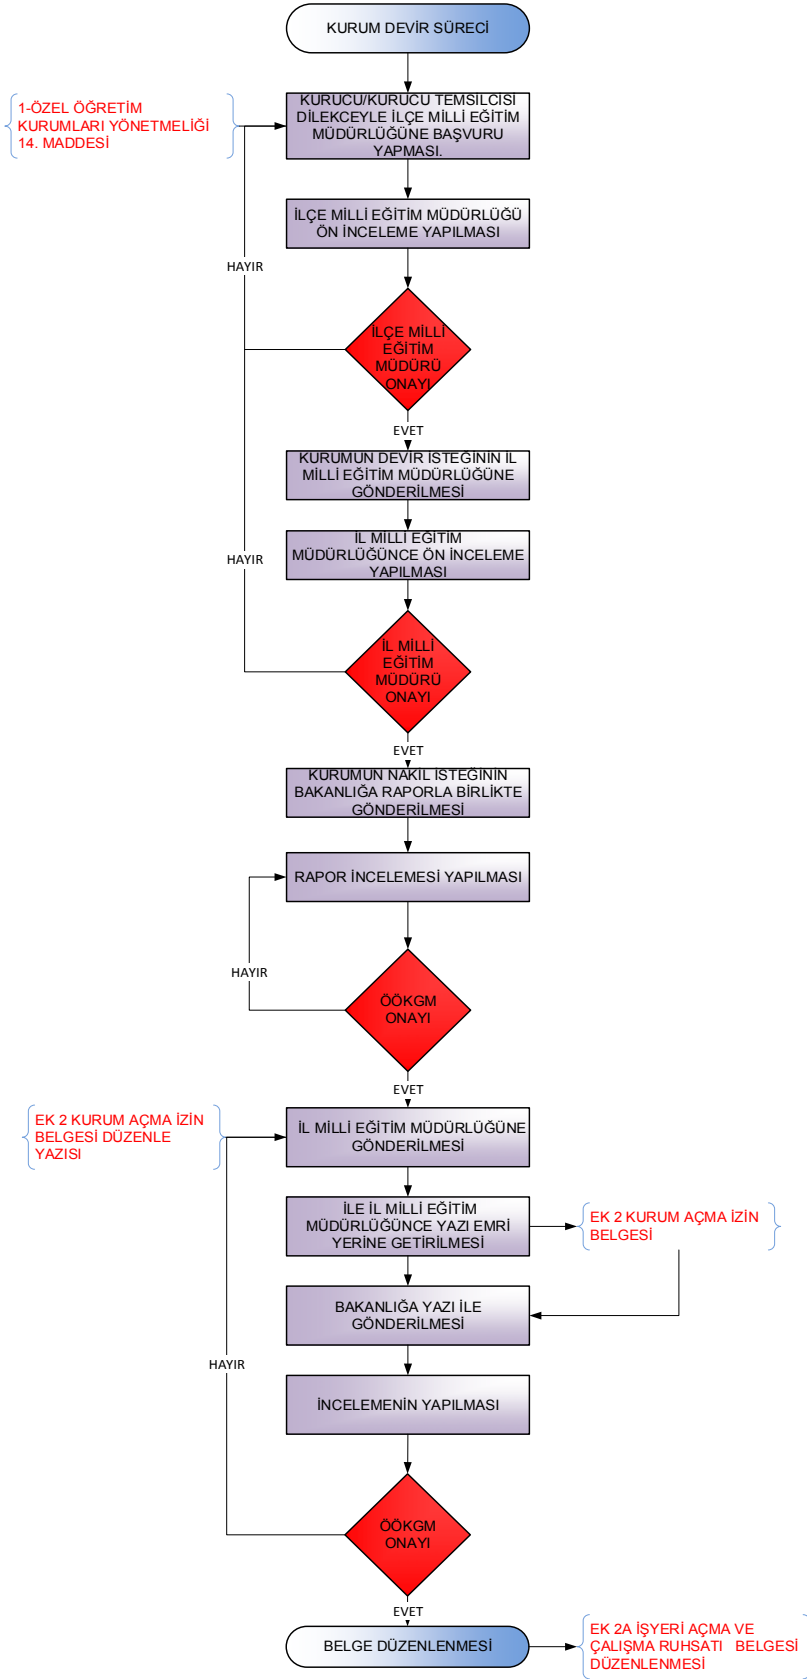 KURUM DEVİR SÜRECİ
1-ÖZEL ÖĞRETİM
KURUMLARI YÖNETMELİĞİ
14. MADDESİ
KURUCU/KURUCU TEMSİLCİSİ
DİLEKCEYLE İLÇE MİLLİ EĞİTİM
MÜDÜRLÜĞÜNE BAŞVURU
YAPMASI.
İLÇE MİLLİ EĞİTİM MÜDÜRLÜĞÜ
ÖN İNCELEME YAPILMASI
HAYIR
İLÇE MİLLİ
EĞİTİM
MÜDÜRÜ
ONAYI
EVET
KURUMUN DEVİR İSTEĞİNİN İL
MİLLİ EĞİTİM MÜDÜRLÜĞÜNE
GÖNDERİLMESİ
İL MİLLİ EĞİTİM
MÜDÜRLÜĞÜNCE ÖN İNCELEME
YAPILMASI
HAYIR
İL MİLLİ
EĞİTİM
MÜDÜRÜ
ONAYI
EVET
KURUMUN NAKİL İSTEĞİNİN
BAKANLIĞA RAPORLA BİRLİKTE
GÖNDERİLMESİ
RAPOR İNCELEMESİ YAPILMASI
HAYIR
ÖÖKGM
ONAYI
EVET
EK 2 KURUM AÇMA İZİN
BELGESİ DÜZENLE
YAZISI
İL MİLLİ EĞİTİM MÜDÜRLÜĞÜNE
GÖNDERİLMESİ
İLE İL MİLLİ EĞİTİM
MÜDÜRLÜĞÜNCE YAZI EMRİ
YERİNE GETİRİLMESİ
EK 2 KURUM AÇMA İZİN
BELGESİ
BAKANLIĞA YAZI İLE
GÖNDERİLMESİ
HAYIR
İNCELEMENİN YAPILMASI
ÖÖKGM
ONAYI
EVET
BELGE DÜZENLENMESİ
EK 2A İŞYERİ AÇMA VE
ÇALIŞMA RUHSATI BELGESİ
DÜZENLENMESİ